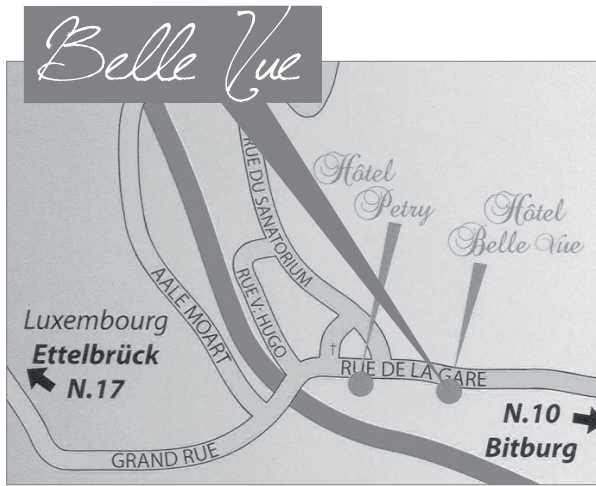 Belle Vue
Hôtel
Petry
Hôtel
Belle Vue
RUE DU SANATORIUM
RUE V. HUGO
AALE MOART
Luxembourg
Ettelbrück
N.17
RUE DE LA GARE
N.10
Bitburg
GRAND RUE